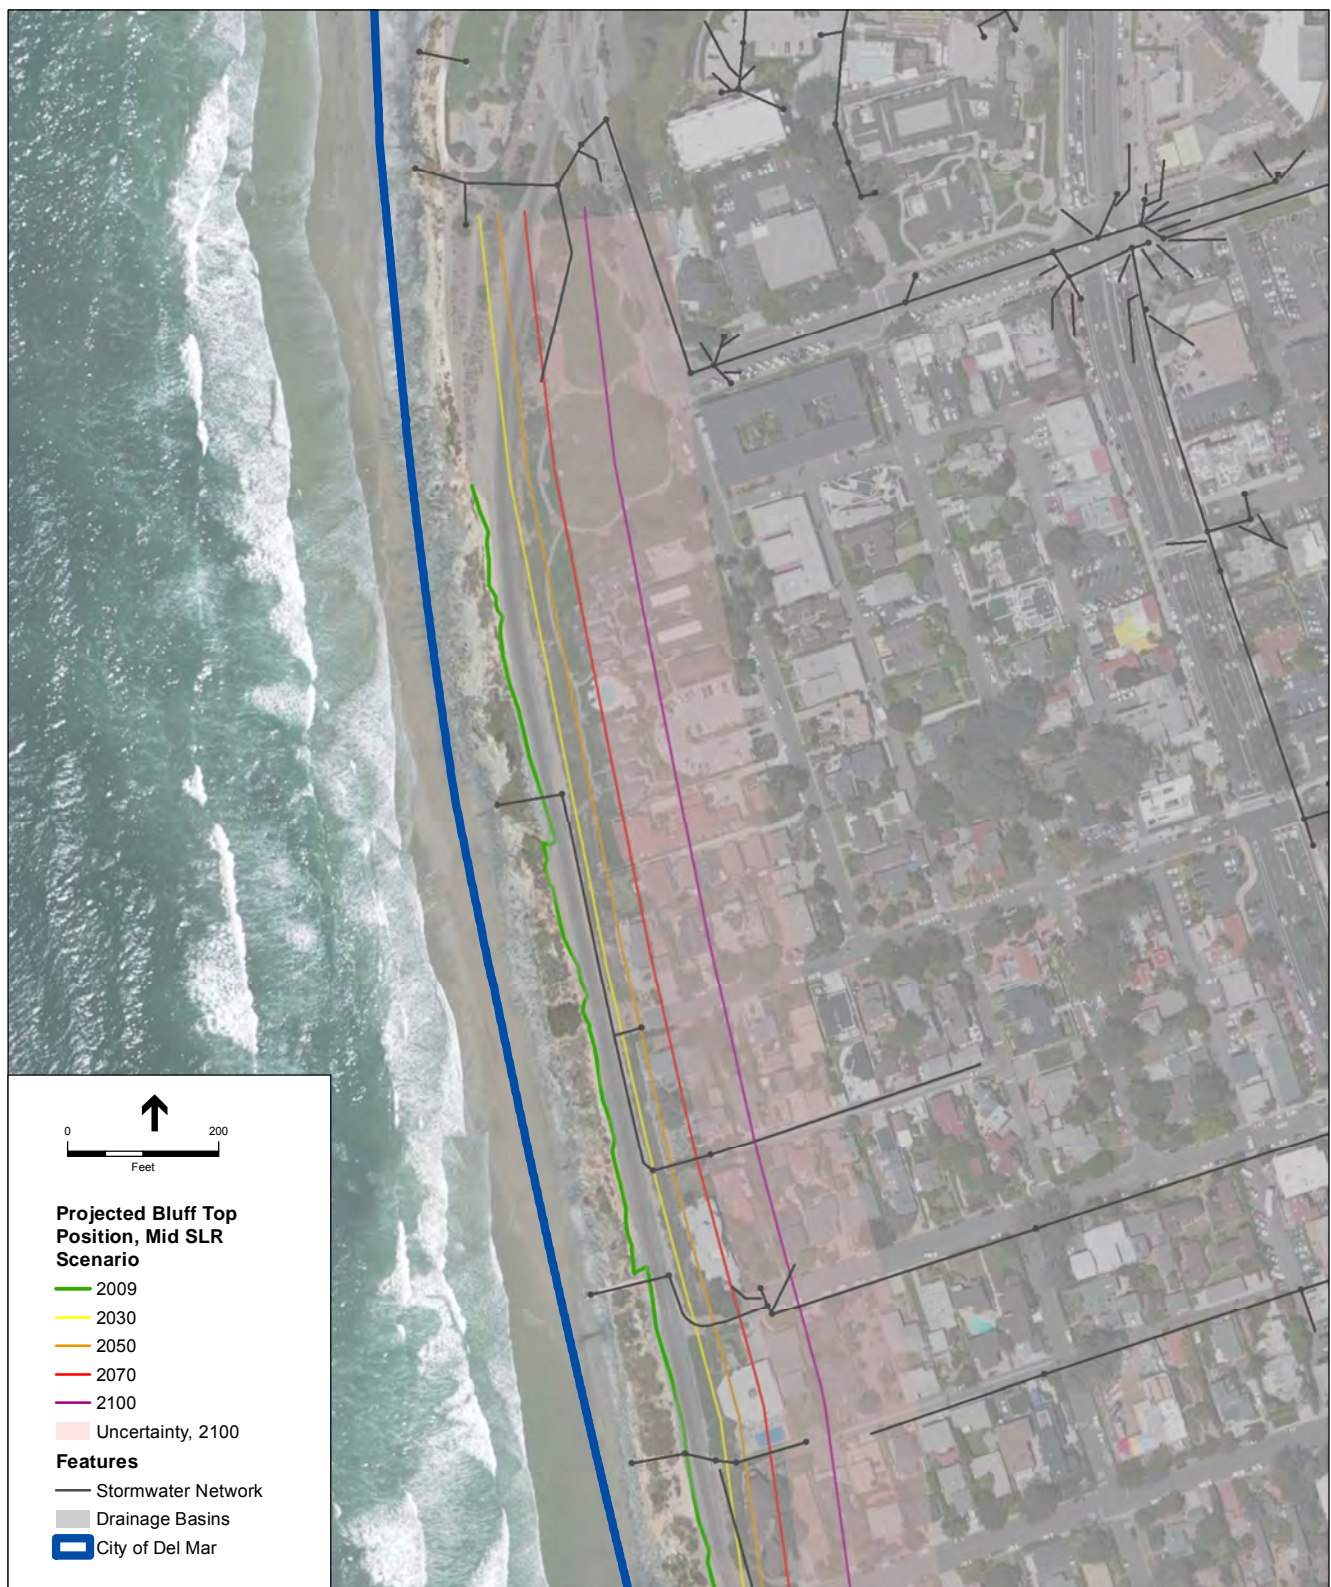 0 200
Feet
Projected Bluff Top
Position, Mid SLR
Scenario
2009
2030
2050
2070
2100
Uncertainty, 2100
Features
Stormwater Network
Drainage Basins
City of Del Mar